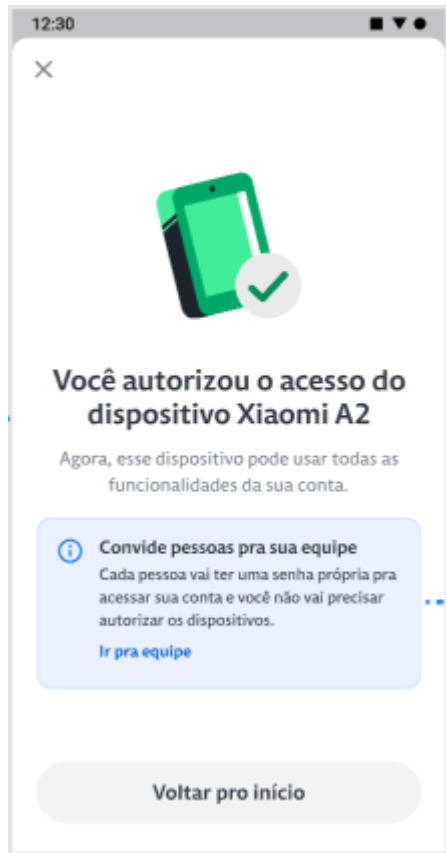 12:30
Você autorizou o acesso do
dispositivo Xiaomi A2
Agora, esse dispositivo pode usar todas as
funcionalidades da sua conta.
Convide pessoas pra sua equipe
Cada pessoa vai ter uma senha própria pra
acessar sua conta e você não vai precisar
autorizar os dispositivos.
Ir pra equipe
Voltar pro início